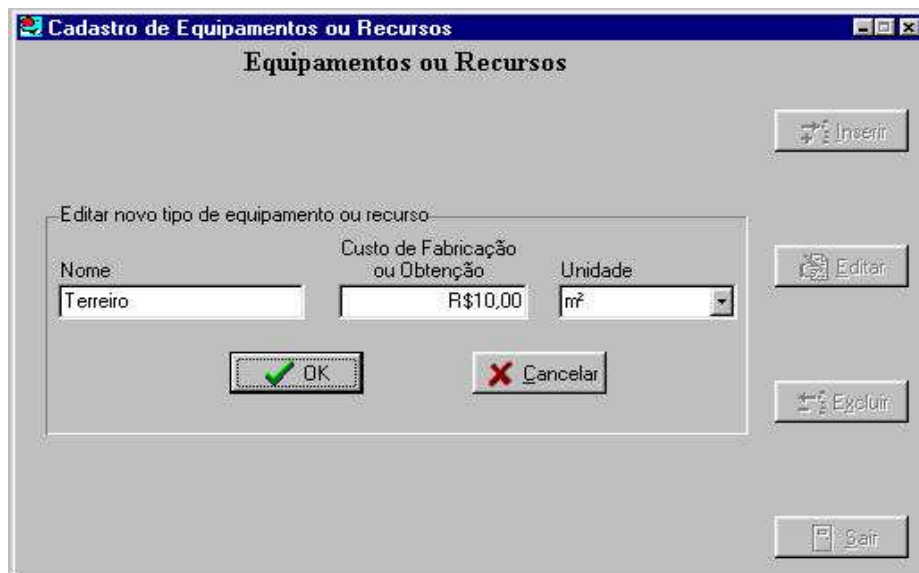 Cadastro de Equipamentos ou Recursos
Equipamentos ou Recursos
Inserir
Editar novo tipo de equipamento ou recurso
Custo de Fabricação
ou Obtenção
Nome
Unidade
Editar
Terreiro
R$10,00
m²
OK
Cancelar
Excluir
Sair